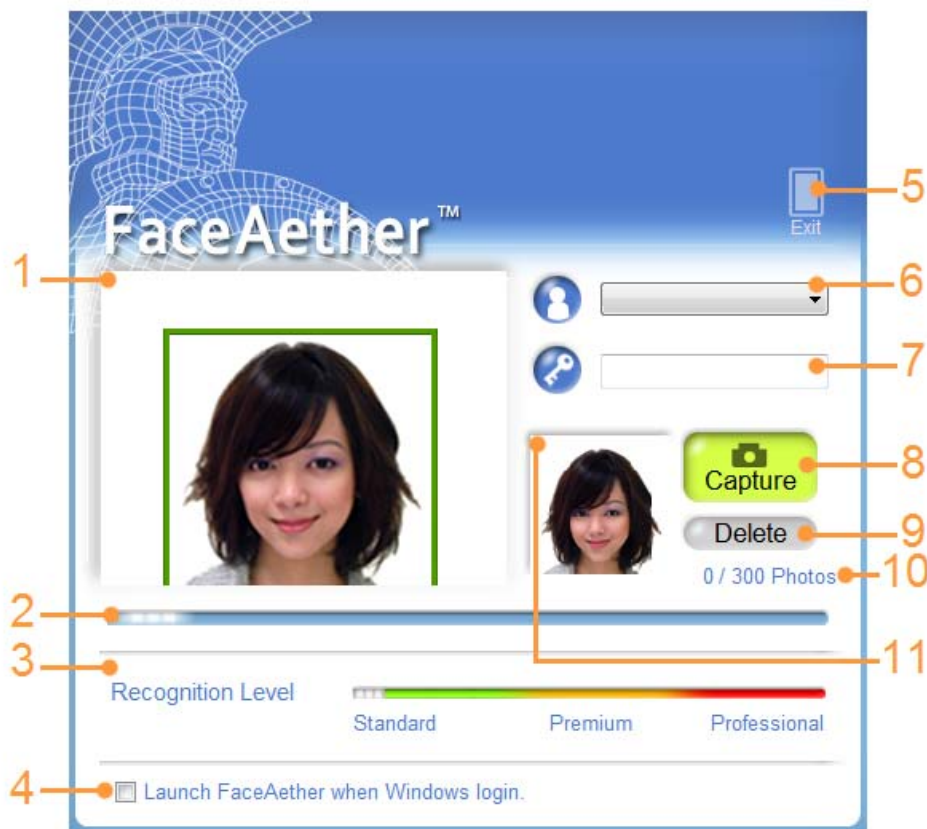 FaceAether™
Exit
5
1
6
7
Capture
8
Delete
9
0 / 300 Photos
10
2
11
3
Recognition Level
Standard Premium Professional
4
Launch FaceAether when Windows login.